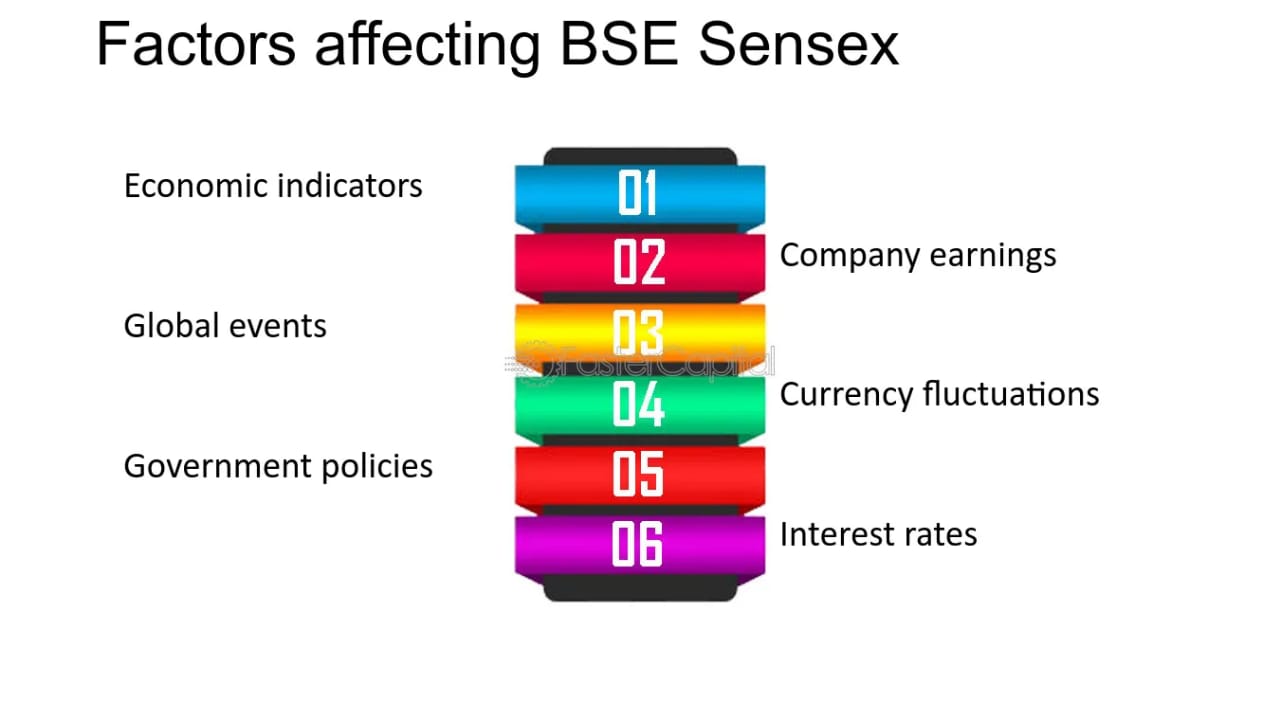 Factors affecting BSE Sensex
Economic indicators
01
02
Company earnings
Global events
03
FasterCapital
04
Currency fluctuations
Government policies
05
06
Interest rates